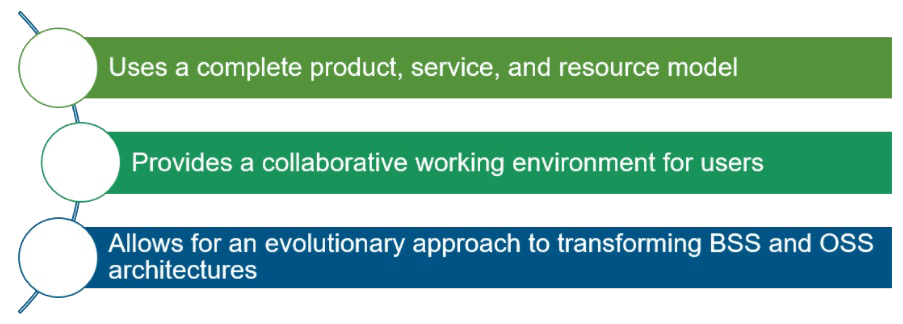 Uses a complete product, service, and resource model
Provides a collaborative working environment for users
Allows for an evolutionary approach to transforming BSS and OSS
architectures